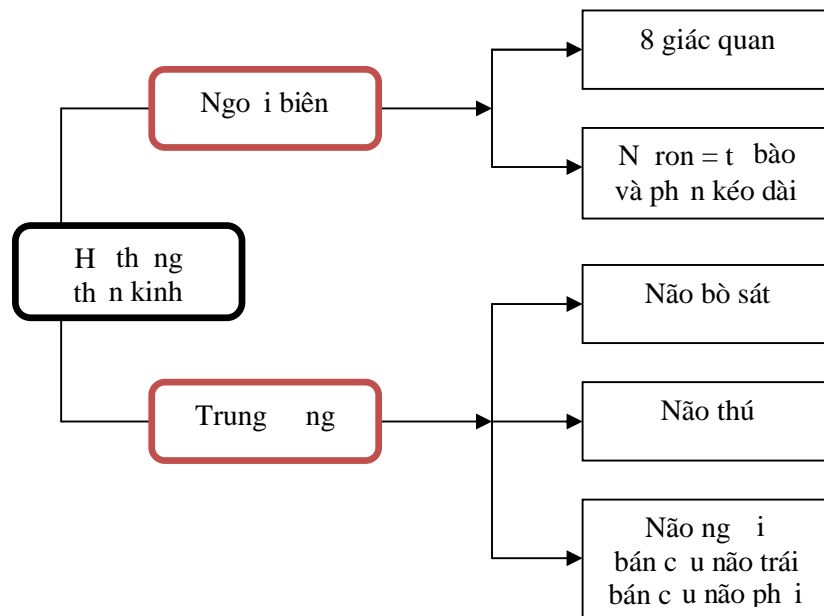 8 giác quan
Ngo i biên
N ron = t bào
và ph n kéo dài
H th ng
th n kinh
Não bò sát
Não thú
Trung ng
Não ng i
bán c u não trái
bán c u não ph i